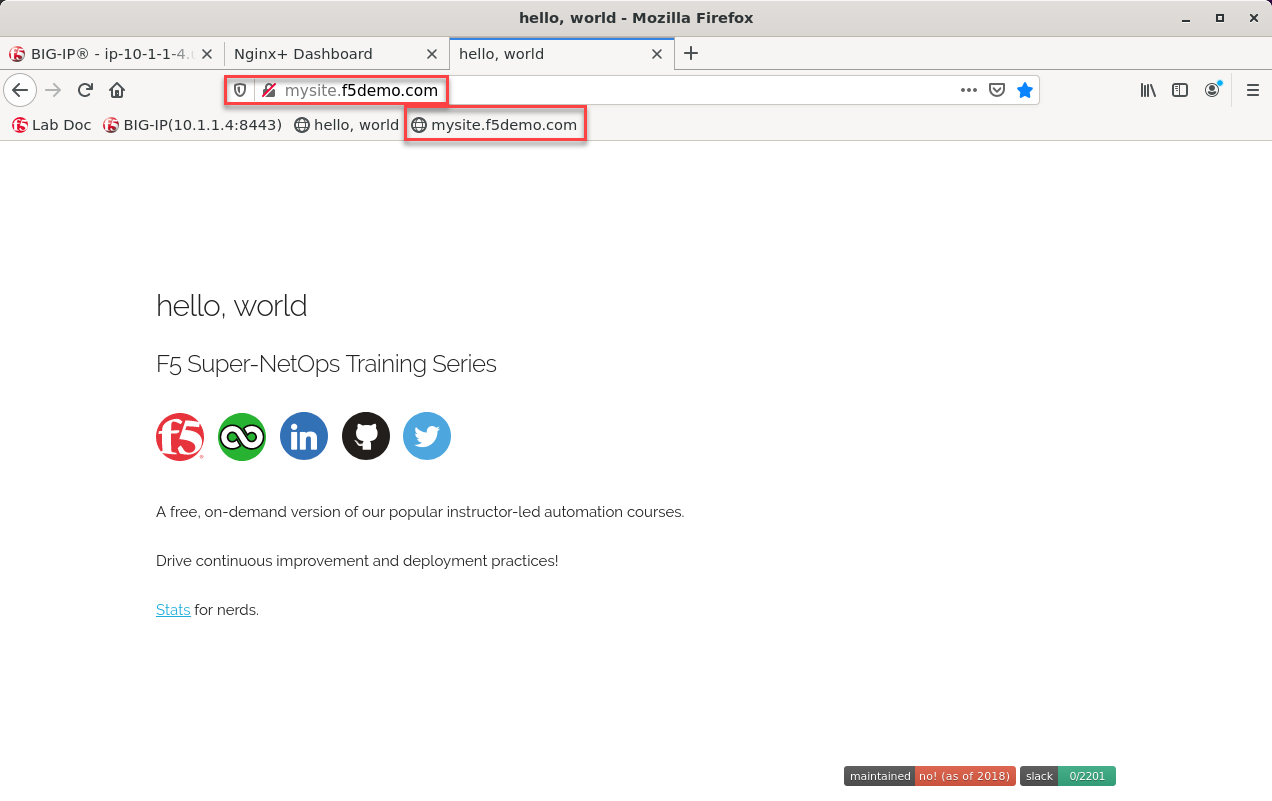 hello, world - Mozilla Firefox
BIG-IP® - ip-10-1-1-4.u Nginx+ Dashboard hello, world
mysite.f5demo.com
Lab Doc BIG-IP(10.1.1.4:8443) hello, world mysite.f5demo.com
hello, world
F5 Super-NetOps Training Series
f5 in
A free, on-demand version of our popular instructor-led automation courses.
Drive continuous improvement and deployment practices!
Stats for nerds.
maintained no! (as of 2018) slack 0/2201